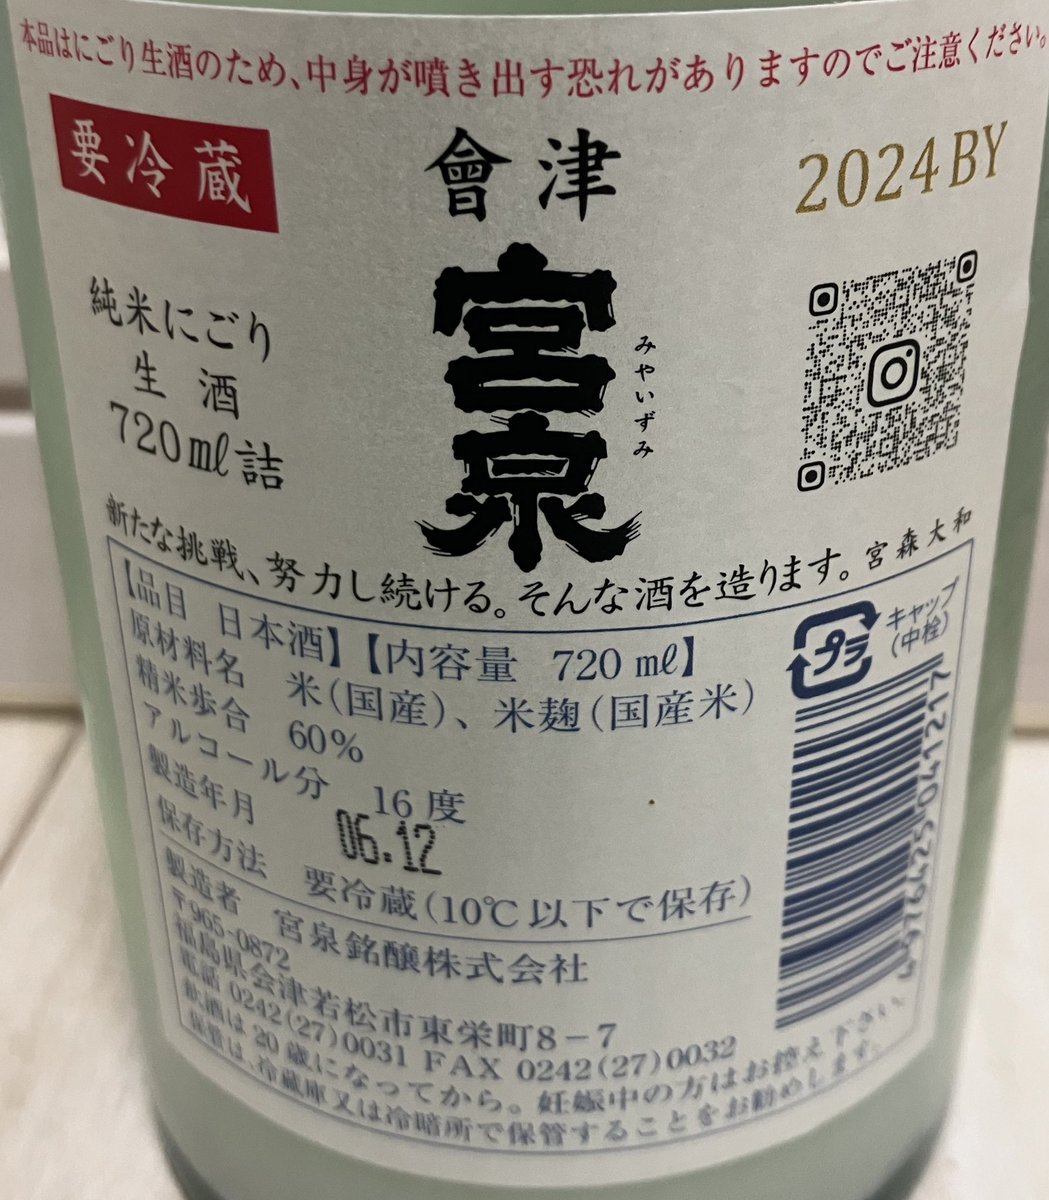 本品はにごり生酒のため、中身が噴き出す恐れがありますのでご注意ください。
要冷蔵
會津
宮泉
みやいずみ
2024BY
純米にごり
生酒
720㎖詰
新たな挑戦、努力し続ける。そんな酒を造ります。宮森大和
【品目 日本酒】【内容量 720㎖】
原材料名 米(国産)、米麹(国産米)
精米歩合 60%
アルコール分 16度
製造年月 06.12
保存方法 要冷蔵(10℃以下で保存)
製造者 宮泉銘醸株式会社
〒965-0872
福島県会津若松市東栄町8−7
電話 0242(27)0031 FAX 0242(27)0032
飲酒は20歳になってから。妊娠中の方はお控え下さい。
保管は、冷蔵庫又は冷暗所で保管することをお勧めします。
プラ
キャップ
(中栓)
4976425041217